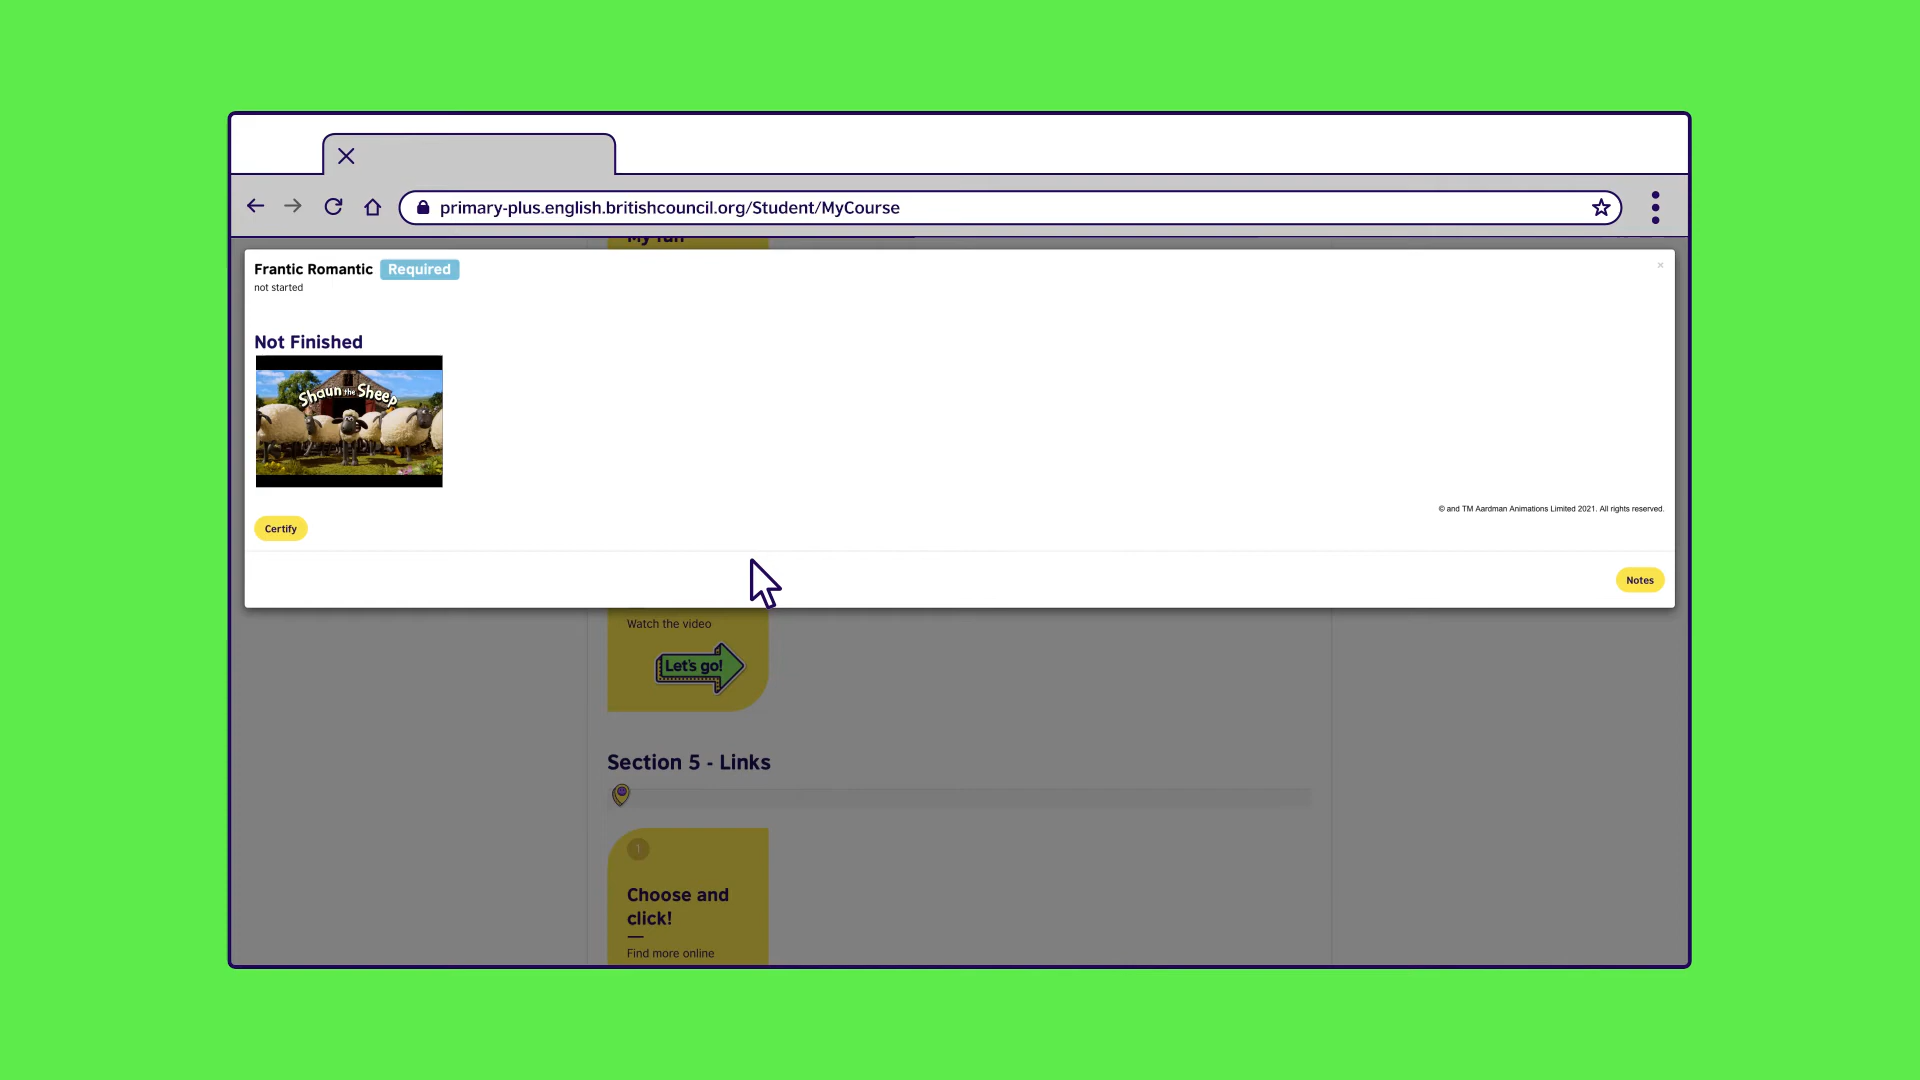 primary-plus.english.britishcouncil.org/Student/MyCourse
My fun
Frantic Romantic Required
×
not started
Not Finished
Shaun the Sheep
© and TM Aardman Animations Limited 2021. All rights reserved.
Certify
Notes
Watch the video
Let's go!
Section 5 - Links
1
Choose and
click!
Find more online